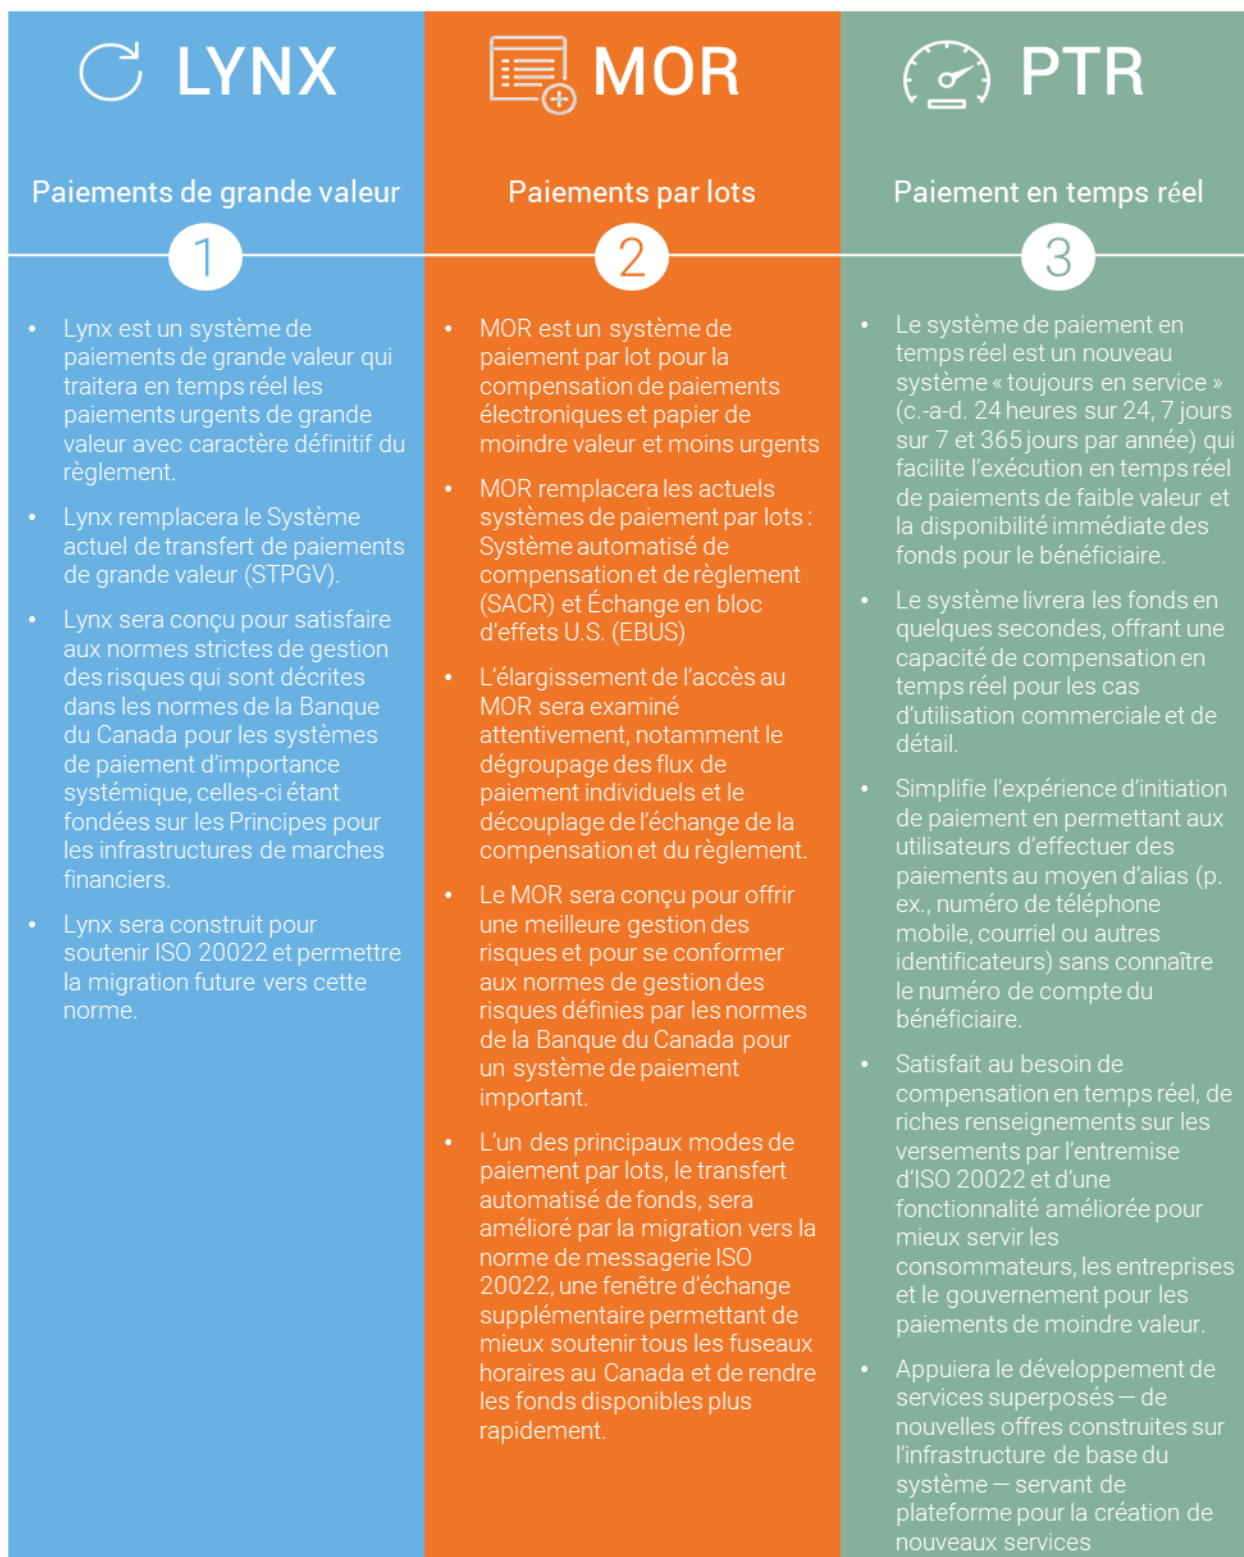 LYNX
Paiements de grande valeur
1
• Lynx est un système de
paiements de grande valeur qui
traitera en temps réel les
paiements urgents de grande
valeur avec caractère définitif du
règlement.
• Lynx remplacera le Système
actuel de transfert de paiements
de grande valeur (STPGV).
• Lynx sera conçu pour satisfaire
aux normes strictes de gestion
des risques qui sont décrites
dans les normes de la Banque
du Canada pour les systèmes
de paiement d’importance
systémique, celles-ci étant
fondées sur les Principes pour
les infrastructures de marches
financiers.
• Lynx sera construit pour
soutenir ISO 20022 et permettre
la migration future vers cette
norme.
MOR
Paiements par lots
2
• MOR est un système de
paiement par lot pour la
compensation de paiements
électroniques et papier de
moindre valeur et moins urgents
• MOR remplacera les actuels
systèmes de paiement par lots :
Système automatisé de
compensation et de règlement
(SACR) et Échange en bloc
d’effets U.S. (EBUS)
• L’élargissement de l’accès au
MOR sera examiné
attentivement, notamment le
dégroupage des flux de
paiement individuels et le
découplage de l’échange de la
compensation et du règlement.
• Le MOR sera conçu pour offrir
une meilleure gestion des
risques et pour se conformer
aux normes de gestion des
risques définies par les normes
de la Banque du Canada pour
un système de paiement
important.
• L’un des principaux modes de
paiement par lots, le transfert
automatisé de fonds, sera
amélioré par la migration vers la
norme de messagerie ISO
20022, une fenêtre d’échange
supplémentaire permettant de
mieux soutenir tous les fuseaux
horaires au Canada et de rendre
les fonds disponibles plus
rapidement.
PTR
Paiement en temps réel
3
• Le système de paiement en
temps réel est un nouveau
système « toujours en service »
(c.-a-d. 24 heures sur 24, 7 jours
sur 7 et 365 jours par année) qui
facilite l’exécution en temps réel
de paiements de faible valeur et
la disponibilité immédiate des
fonds pour le bénéficiaire.
• Le système livrera les fonds en
quelques secondes, offrant une
capacité de compensation en
temps réel pour les cas
d’utilisation commerciale et de
détail.
• Simplifie l’expérience d’initiation
de paiement en permettant aux
utilisateurs d’effectuer des
paiements au moyen d’alias (p.
ex., numéro de téléphone
mobile, courriel ou autres
identificateurs) sans connaître
le numéro de compte du
bénéficiaire.
• Satisfait au besoin de
compensation en temps réel, de
riches renseignements sur les
versements par l’entremise
d’ISO 20022 et d’une
fonctionnalité améliorée pour
mieux servir les
consommateurs, les entreprises
et le gouvernement pour les
paiements de moindre valeur.
• Appuiera le développement de
services superposés — de
nouvelles offres construites sur
l’infrastructure de base du
système — servant de
plateforme pour la création de
nouveaux services